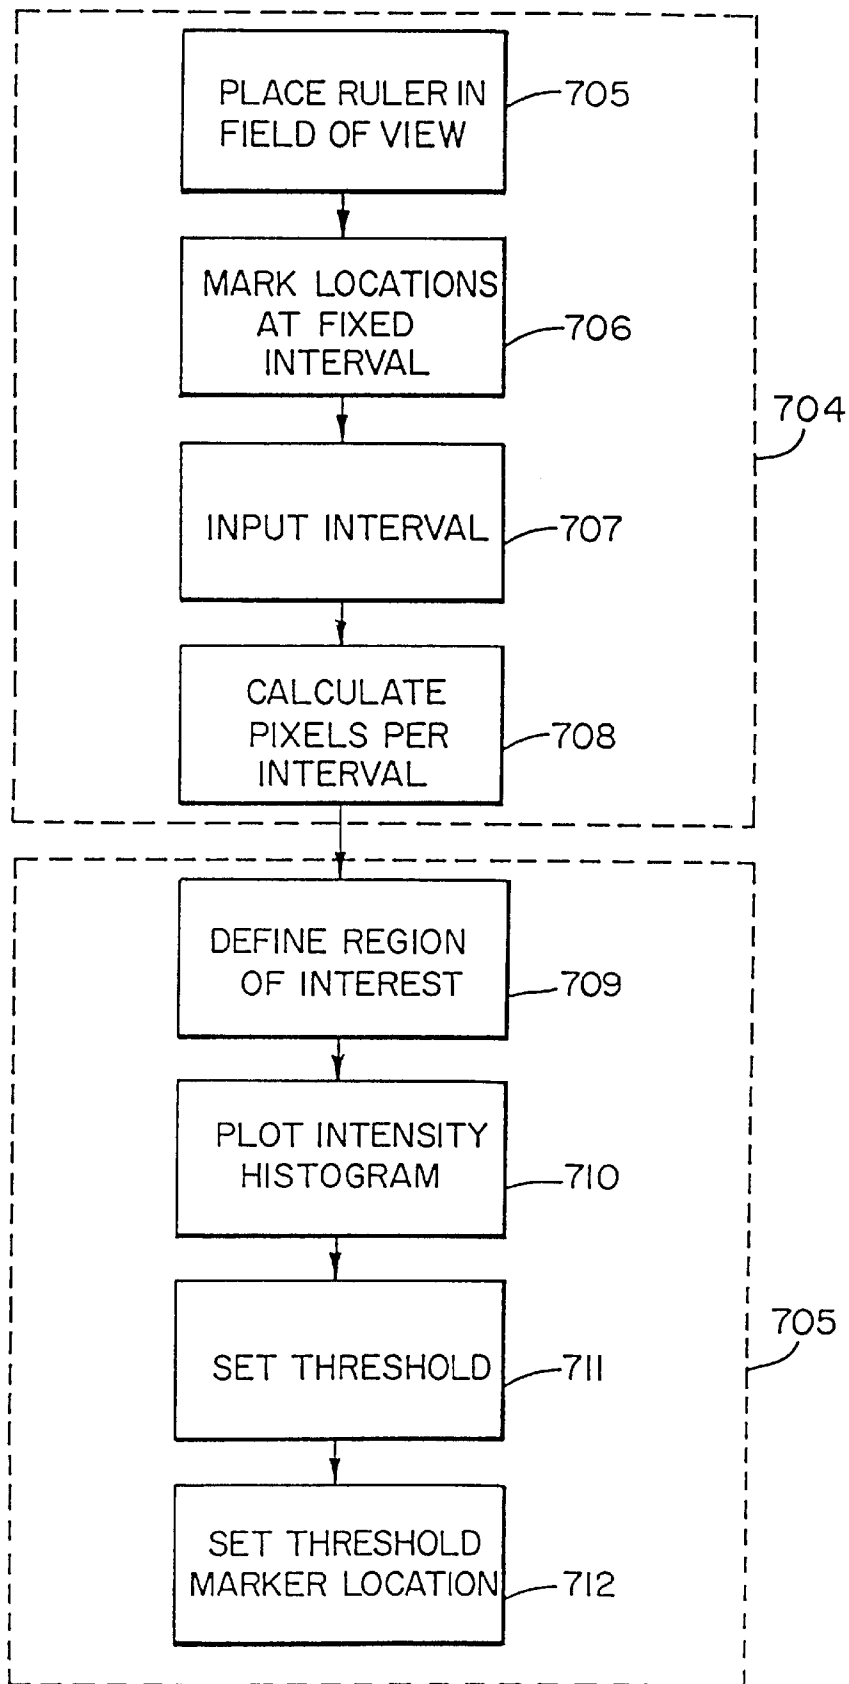 PLACE RULER IN
FIELD OF VIEW
705
MARK LOCATIONS
AT FIXED
INTERVAL
706
704
INPUT INTERVAL
707
CALCULATE
PIXELS PER
INTERVAL
708
DEFINE REGION
OF INTEREST
709
PLOT INTENSITY
HISTOGRAM
710
705
SET THRESHOLD
711
SET THRESHOLD
MARKER LOCATION
712